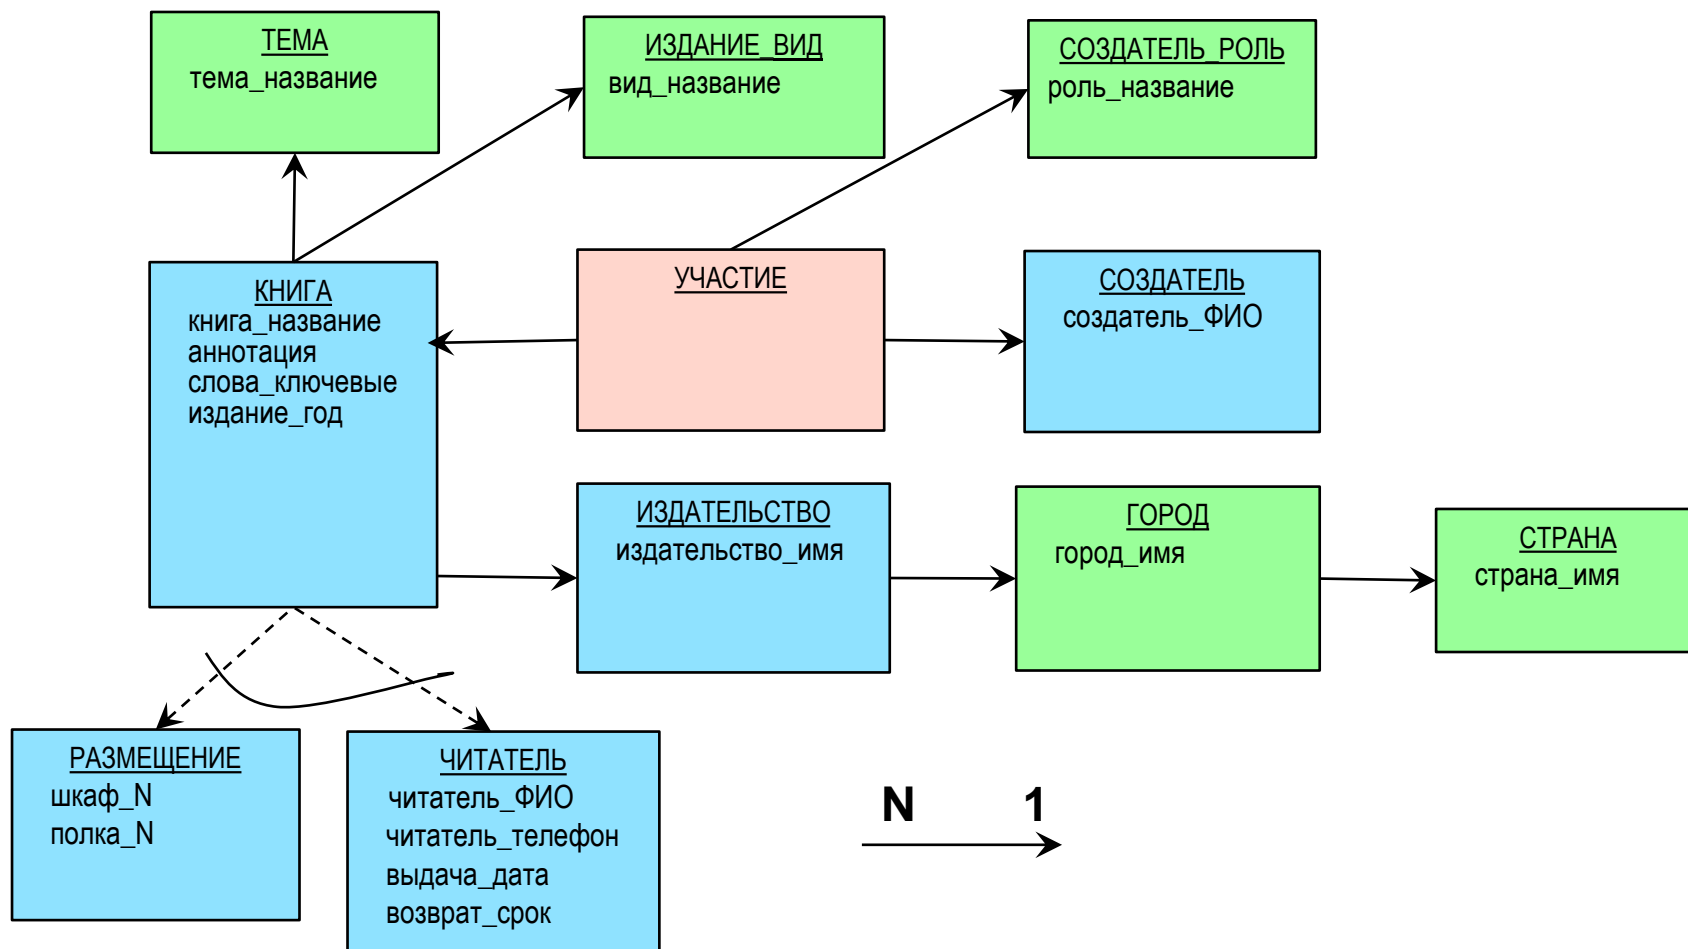 ТЕМА
тема_название
ИЗДАНИЕ_ВИД
вид_название
СОЗДАТЕЛЬ_РОЛЬ
роль_название
КНИГА
книга_название
аннотация
слова_ключевые
издание_год
УЧАСТИЕ
СОЗДАТЕЛЬ
создатель_ФИО
ИЗДАТЕЛЬСТВО
издательство_имя
ГОРОД
город_имя
СТРАНА
страна_имя
РАЗМЕЩЕНИЕ
шкаф_N
полка_N
ЧИТАТЕЛЬ
читатель_ФИО
читатель_телефон
выдача_дата
возврат_срок
N 1